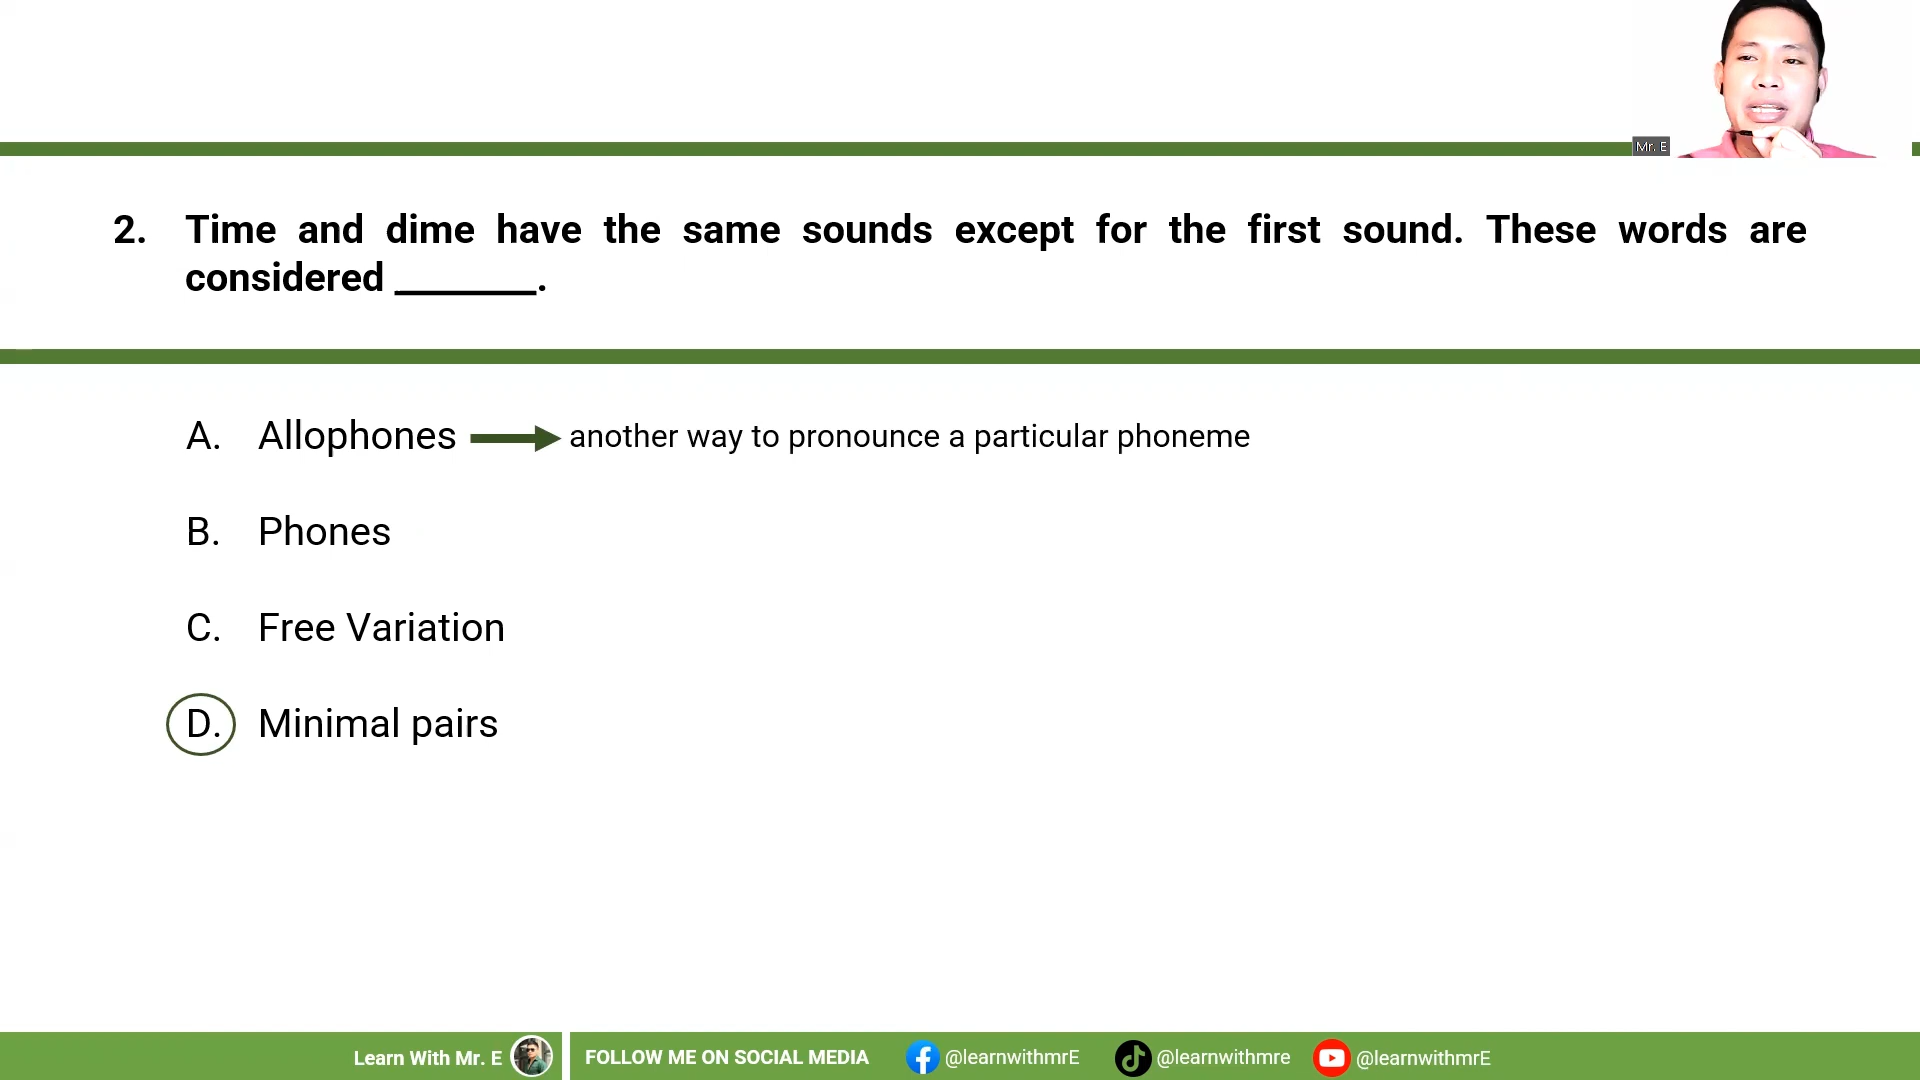 Mr. E
2. Time and dime have the same sounds except for the first sound. These words are
considered ________.
A. Allophones another way to pronounce a particular phoneme
B. Phones
C. Free Variation
D. Minimal pairs
Learn With Mr. E FOLLOW ME ON SOCIAL MEDIA @learnwithmrE @learnwithmre @learnwithmrE